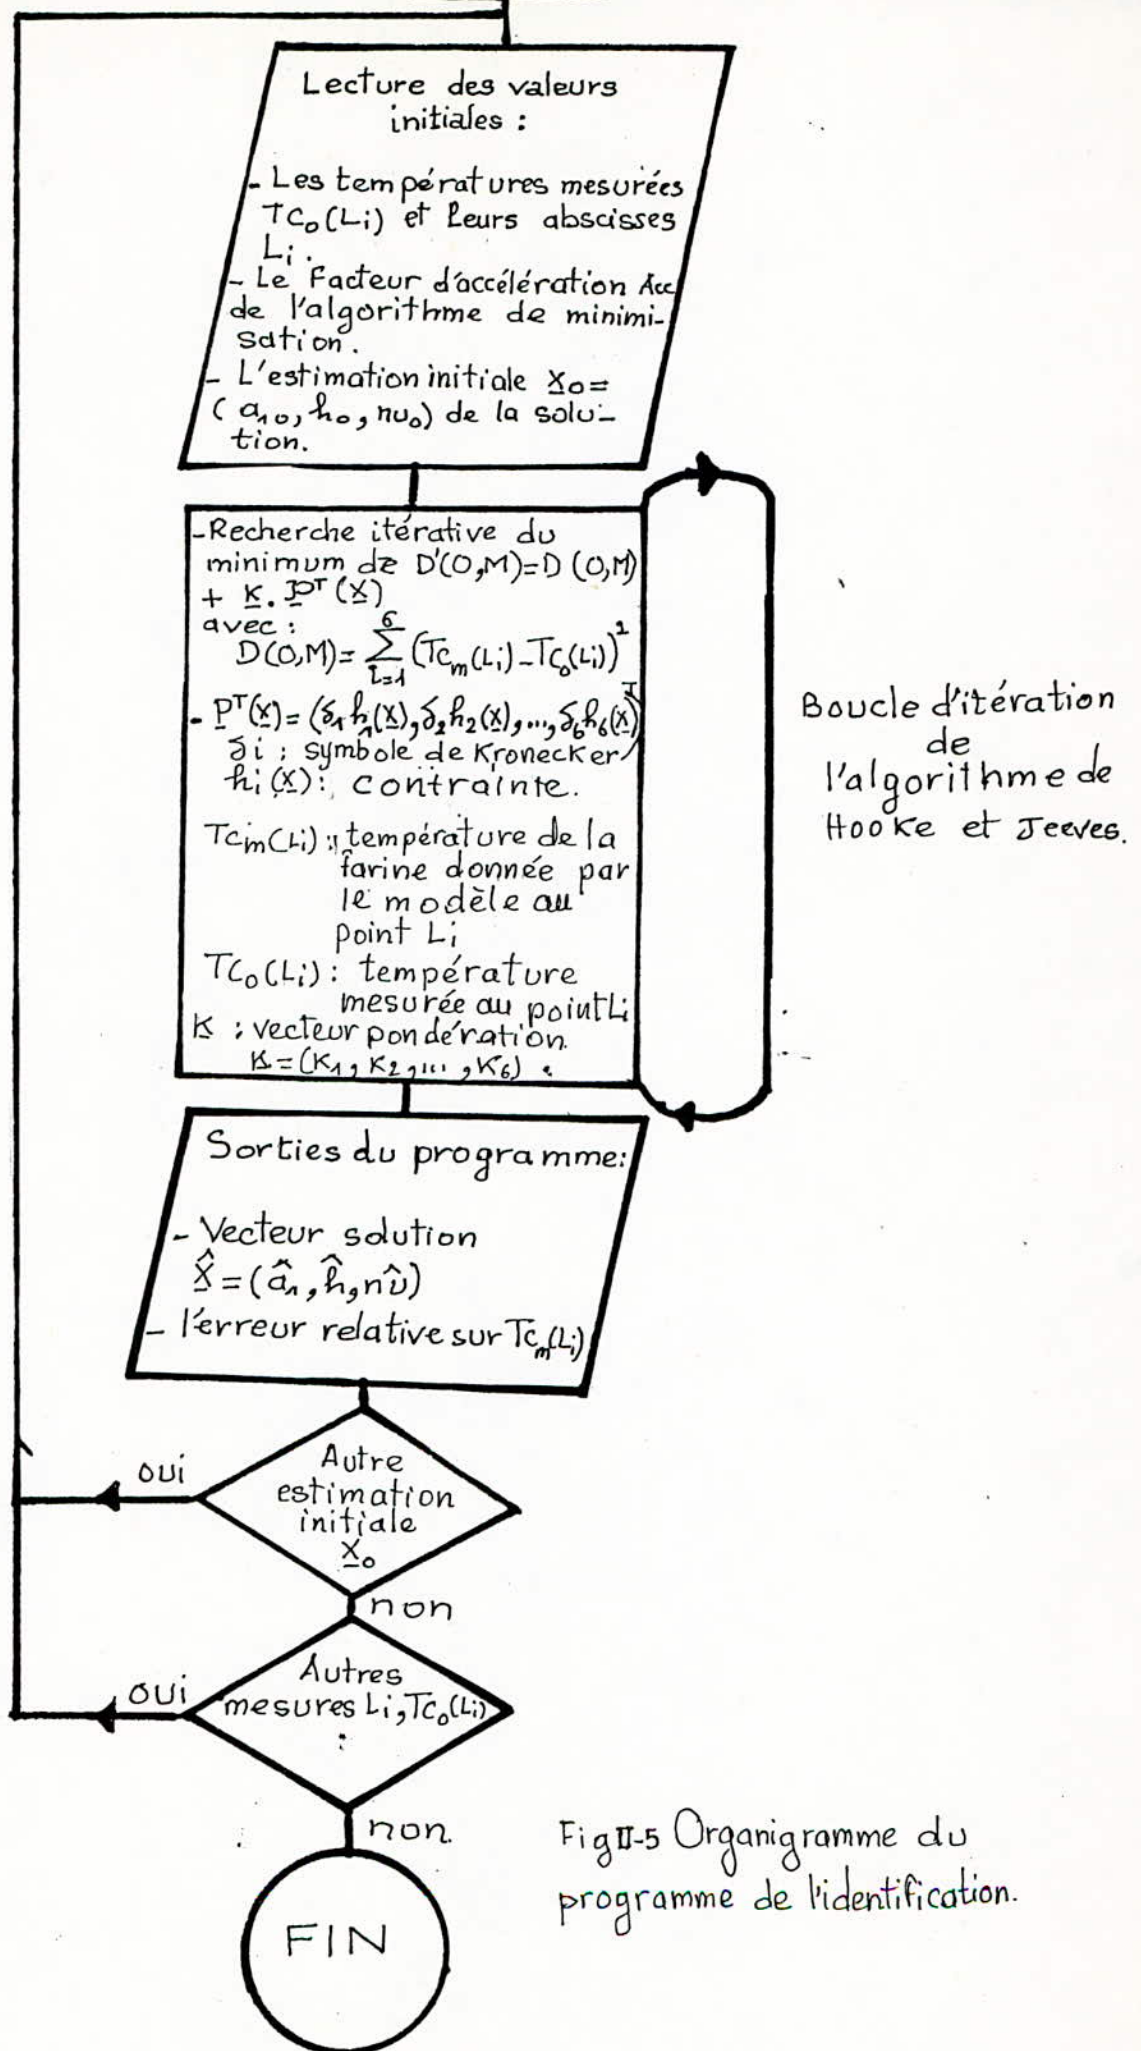 Lecture des valeurs
initiales :
- Les températures mesurées
TC₀(Li) et leurs abscisses
Li.
- Le Facteur d'accélération Acc
de l'algorithme de minimi-
sation.
- L'estimation initiale X₀=
(a₁₀, h₀, nu₀) de la solu-
tion.
-Recherche itérative du
minimum de D'(O,M)=D(O,M)
+ K. Pᵀ(X)
avec :
D(O,M)= ∑ᵢ₌₁⁶ (TCm(Li)-TC₀(Li))²
- Pᵀ(X)=(δ₁h₁(X),δ₂h₂(X),...,δ₆h₆(X))ᵀ
δi : symbole de Kronecker
hi(X): contrainte.
TCm(Li): température de la
farine donnée par
le modèle au
point Li
TC₀(Li): température
mesurée au point Li
K : vecteur pondération.
K=(K₁, K₂,..., K₆).
Boucle d'itération
de
l'algorithme de
Hooke et Jeeves.
Sorties du programme:
- Vecteur solution
X̂ = (â₁, ĥ, nû)
- l'erreur relative sur TCm(Li)
oui
Autre
estimation
initiale
X₀
non
oui
Autres
mesures Li,TC₀(Li)
:
non.
Fig II-5 Organigramme du
programme de l'identification.
FIN